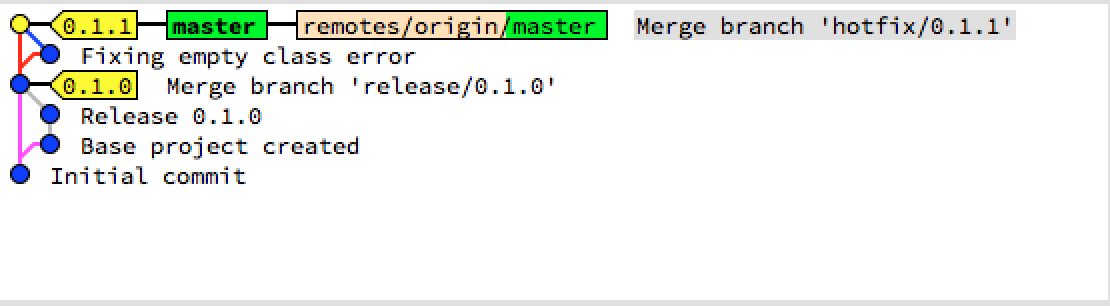 0.1.1 master remotes/origin/master Merge branch 'hotfix/0.1.1'
Fixing empty class error
0.1.0 Merge branch 'release/0.1.0'
Release 0.1.0
Base project created
Initial commit